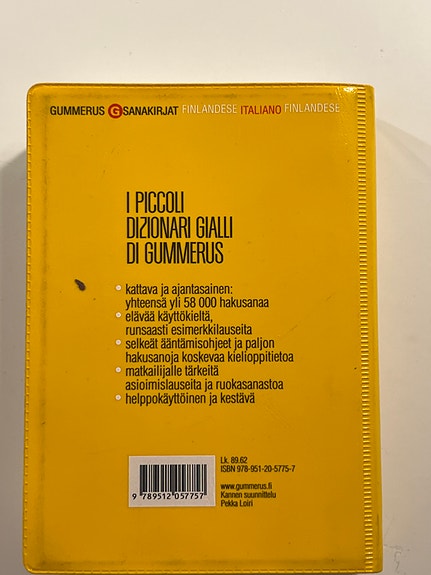 GUMMERUS G SANAKIRJAT FINLANDESE ITALIANO FINLANDESE
I PICCOLI
DIZIONARI GIALLI
DI GUMMERUS
• kattava ja ajantasainen:
yhteensä yli 58 000 hakusanaa
• elävää käyttökieltä,
runsaasti esimerkkilauseita
• selkeät ääntämisohjeet ja paljon
hakusanoja koskevaa kielioppitietoa
• matkailijalle tärkeitä
asioimislauseita ja ruokasanastoa
• helppokäyttöinen ja kestävä
Lk. 89.62
ISBN 978-951-20-5775-7
www.gummerus.fi
Kannen suunnittelu
Pekka Loiri
9 789512 057757